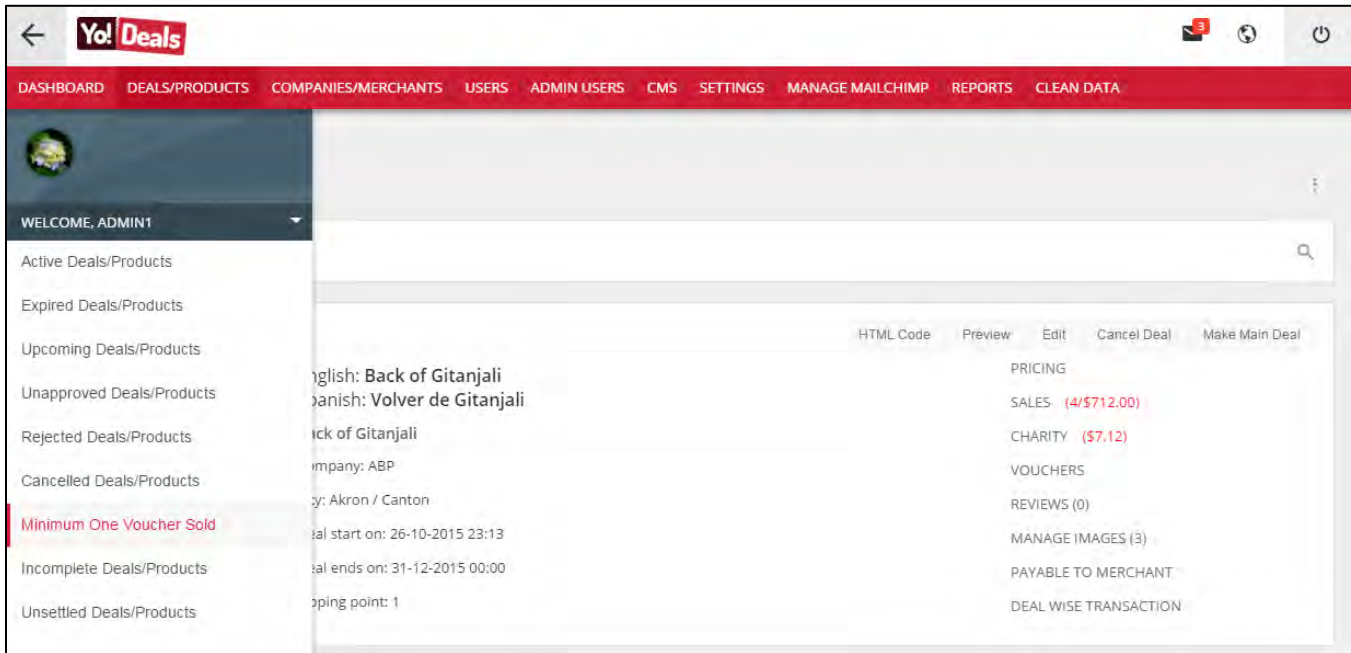 Yo! Deals
3
DASHBOARD DEALS/PRODUCTS COMPANIES/MERCHANTS USERS ADMIN USERS CMS SETTINGS MANAGE MAILCHIMP REPORTS CLEAN DATA
WELCOME, ADMIN1
Active Deals/Products
Expired Deals/Products
Upcoming Deals/Products
Unapproved Deals/Products
Rejected Deals/Products
Cancelled Deals/Products
Minimum One Voucher Sold
Incomplete Deals/Products
Unsettled Deals/Products
HTML Code Preview Edit Cancel Deal Make Main Deal
nglish: Back of Gitanjali
panish: Volver de Gitanjali
ack of Gitanjali
ompany: ABP
ty: Akron / Canton
eal start on: 26-10-2015 23:13
eal ends on: 31-12-2015 00:00
pping point: 1
PRICING
SALES (4/$712.00)
CHARITY ($7.12)
VOUCHERS
REVIEWS (0)
MANAGE IMAGES (3)
PAYABLE TO MERCHANT
DEAL WISE TRANSACTION